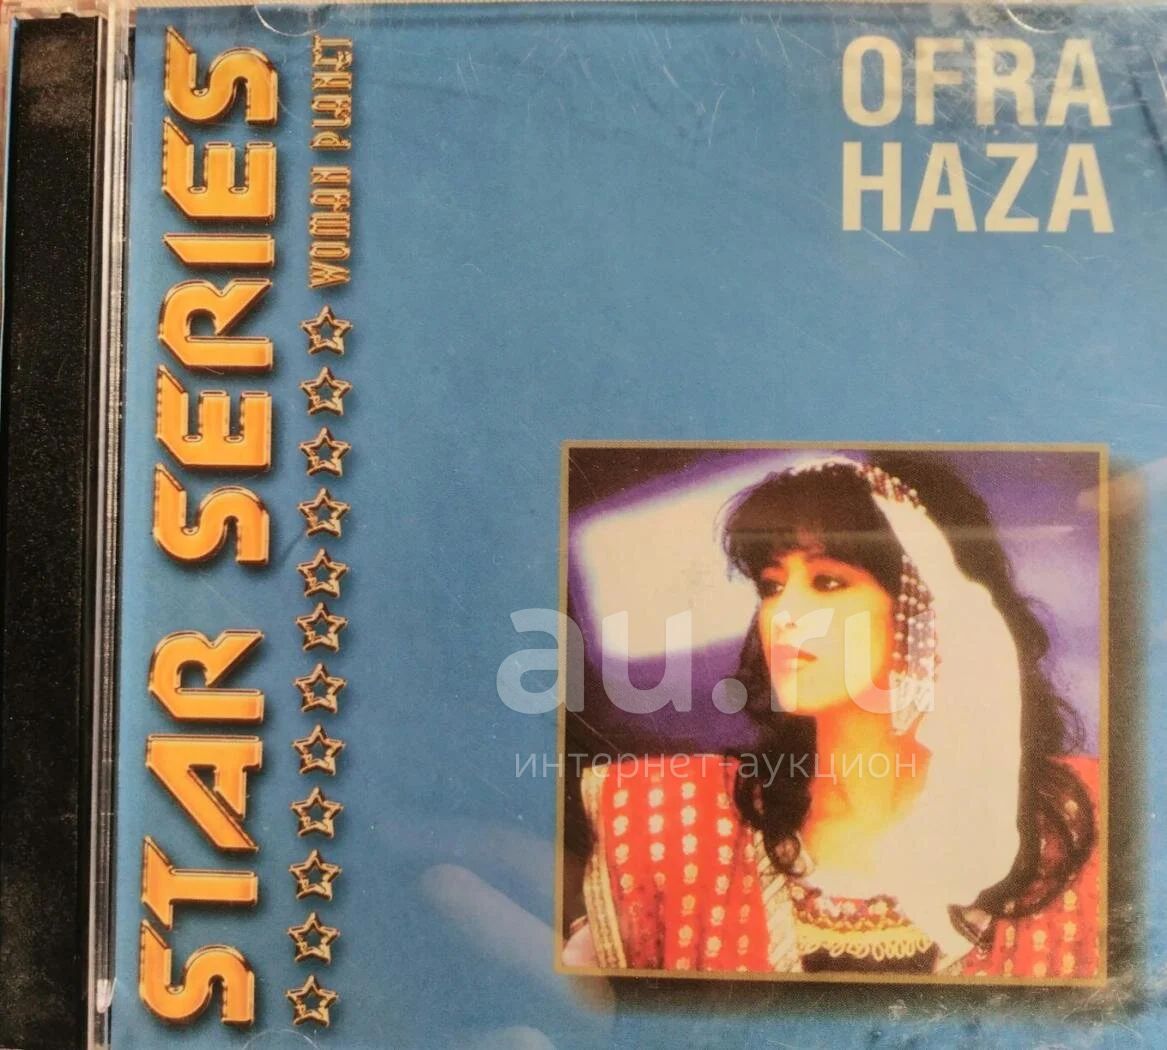 OFRA
HAZA
STAR SERIES
WOMAN PLANET
au.ru
интернет-аукцион